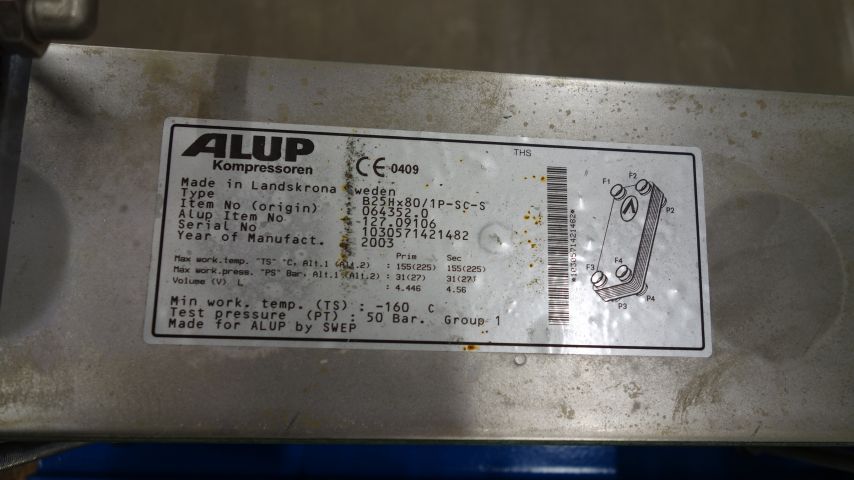 ALUP
Kompressoren
CE 0409
THS
Made in Landskrona Sweden
Type B25Hx80/1P-SC-S
Item No (origin) 064352.0
Alup Item No 127.09106
Serial No 1030571421482
Year of Manufact. 2003
Prim Sec
Max work.temp. "TS" °C, Alt.1 (Alt.2) : 155(225) 155(225)
Max work.press. "PS" Bar, Alt.1 (Alt.2) : 31(27) 31(27)
Volume (V) L : 4.446 4.56
Min work. temp. (TS) : -160 C
Test pressure (PT) : 50 Bar. Group 1
Made for ALUP by SWEP
*1030571421482*
F1 F2
P2
F3 F4
P3 P4